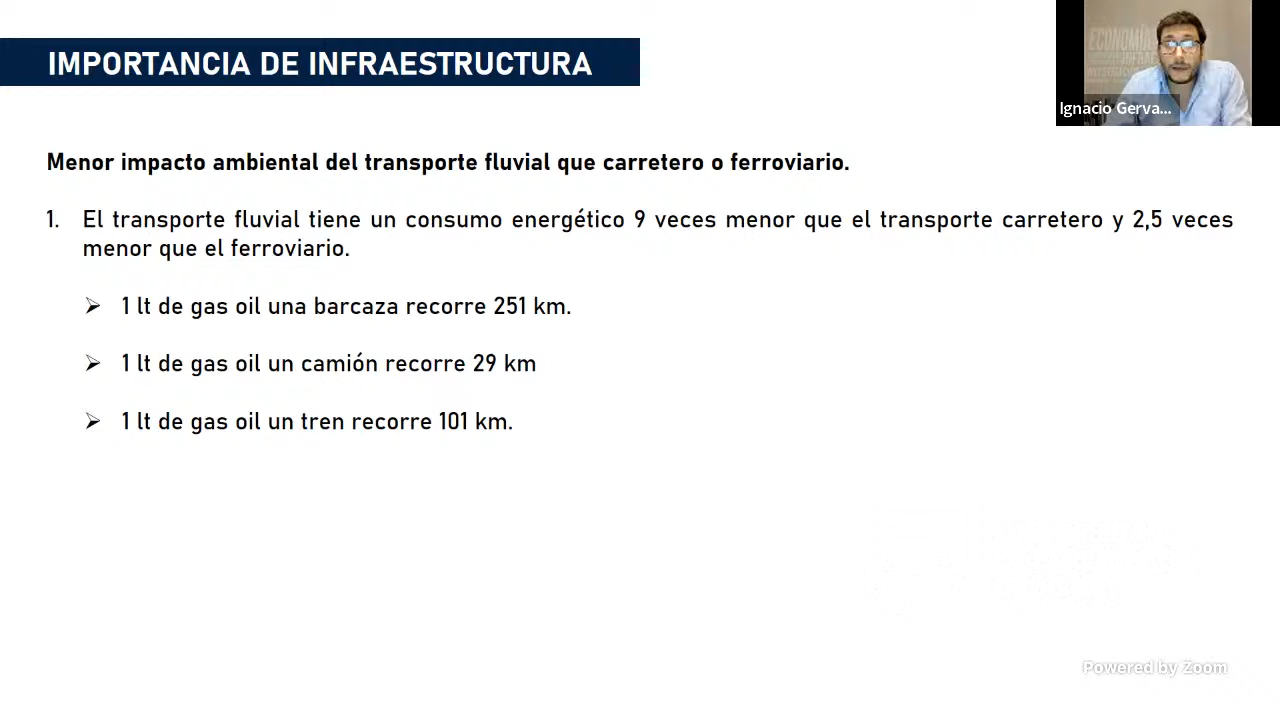 IMPORTANCIA DE INFRAESTRUCTURA
Ignacio Gerva...
Menor impacto ambiental del transporte fluvial que carretero o ferroviario.
1. El transporte fluvial tiene un consumo energético 9 veces menor que el transporte carretero y 2,5 veces
menor que el ferroviario.
➢ 1 lt de gas oil una barcaza recorre 251 km.
➢ 1 lt de gas oil un camión recorre 29 km
➢ 1 lt de gas oil un tren recorre 101 km.
Powered by Zoom